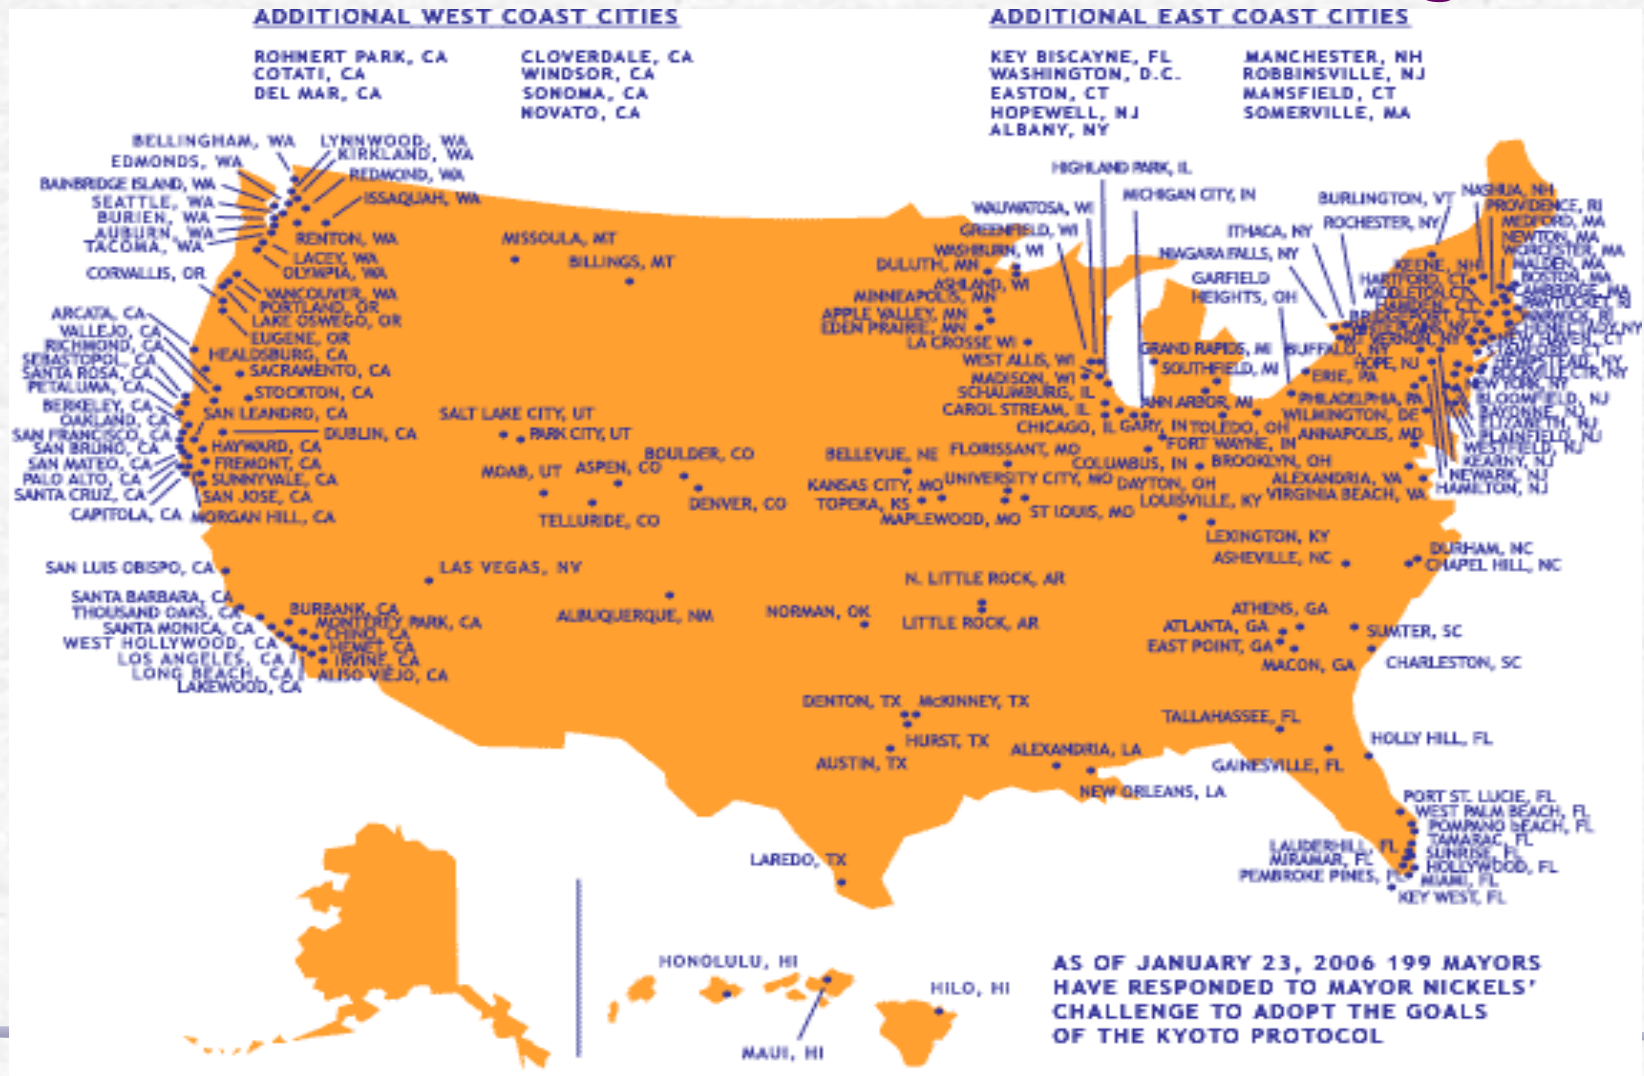 ADDITIONAL WEST COAST CITIES
ROHNERT PARK, CA
COTATI, CA
DEL MAR, CA
CLOVERDALE, CA
WINDSOR, CA
SONOMA, CA
NOVATO, CA
ADDITIONAL EAST COAST CITIES
KEY BISCAYNE, FL
WASHINGTON, D.C.
EASTON, CT
HOPEWELL, NJ
ALBANY, NY
MANCHESTER, NH
ROBBINSVILLE, NJ
MANSFIELD, CT
SOMERVILLE, MA
BELLINGHAM, WA
LYNNWOOD, WA
KIRKLAND, WA
EDMONDS, WA
REDMOND, WA
BAINBRIDGE ISLAND, WA
ISSAQUAH, WA
SEATTLE, WA
BURIEN, WA
AUBURN, WA
TACOMA, WA
RENTON, WA
LACEY, WA
OLYMPIA, WA
CORVALLIS, OR
VANCOUVER, WA
PORTLAND, OR
LAKE OSWEGO, OR
EUGENE, OR
ARCATA, CA
VALLEJO, CA
RICHMOND, CA
SEBASTOPOL, CA
SANTA ROSA, CA
PETALUMA, CA
BERKELEY, CA
OAKLAND, CA
SAN FRANCISCO, CA
SAN BRUNO, CA
SAN MATEO, CA
PALO ALTO, CA
SANTA CRUZ, CA
CAPITOLA, CA
HEALDSBURG, CA
SACRAMENTO, CA
STOCKTON, CA
SAN LEANDRO, CA
DUBLIN, CA
HAYWARD, CA
FREMONT, CA
SUNNYVALE, CA
SAN JOSE, CA
MORGAN HILL, CA
SAN LUIS OBISPO, CA
SANTA BARBARA, CA
THOUSAND OAKS, CA
SANTA MONICA, CA
WEST HOLLYWOOD, CA
LOS ANGELES, CA
LONG BEACH, CA
LAKEWOOD, CA
BURBANK, CA
MONTEREY PARK, CA
CHINO, CA
HEMET, CA
IRVINE, CA
ALISO VIEJO, CA
MISSOULA, MT
BILLINGS, MT
SALT LAKE CITY, UT
PARK CITY, UT
MOAB, UT
ASPEN, CO
BOULDER, CO
DENVER, CO
TELLURIDE, CO
LAS VEGAS, NV
ALBUQUERQUE, NM
HIGHLAND PARK, IL
MICHIGAN CITY, IN
WAUWATOSA, WI
GREENFIELD, WI
WASHBURN, WI
DULUTH, MN
ASHLAND, WI
MINNEAPOLIS, MN
APPLE VALLEY, MN
EDEN PRAIRIE, MN
LA CROSSE WI
WEST ALLIS, WI
MADISON, WI
SCHAUMBURG, IL
CAROL STREAM, IL
CHICAGO, IL
GARY, IN
TOLEDO, OH
GRAND RAPIDS, MI
SOUTHFIELD, MI
ANN ARBOR, MI
FORT WAYNE, IN
BELLEVUE, NE
FLORISSANT, MO
COLUMBUS, IN
BROOKLYN, OH
KANSAS CITY, MO
UNIVERSITY CITY, MO
DAYTON, OH
TOPEKA, KS
MAPLEWOOD, MO
ST LOUIS, MO
LOUISVILLE, KY
LEXINGTON, KY
BURLINGTON, VT
NASHUA, NH
PROVIDENCE, RI
ITHACA, NY
ROCHESTER, NY
MEDFORD, MA
NEWTON, MA
NIAGARA FALLS, NY
WORCESTER, MA
GARFIELD
HEIGHTS, OH
KEENE, NH
MALDEN, MA
HARTFORD, CT
BOSTON, MA
MIDDLETON, CT
CAMBRIDGE, MA
HAMDEN, CT
PAWTUCKET, RI
BRIDGEPORT, CT
WARWICK, RI
WHITE PLAINS, NY
SCHENECTADY, NY
MT VERNON, NY
NEW HAVEN, CT
BUFFALO, NY
HOPE, NJ
HEMPSTEAD, NY
ROCKVILLE CTR, NY
ERIE, PA
NEW YORK, NY
PHILADELPHIA, PA
BLOOMFIELD, NJ
WILMINGTON, DE
BAYONNE, NJ
ELIZABETH, NJ
ANNAPOLIS, MD
PLAINFIELD, NJ
WESTFIELD, NJ
KEARNY, NJ
ALEXANDRIA, VA
NEWARK, NJ
VIRGINIA BEACH, VA
HAMILTON, NJ
DURHAM, NC
ASHEVILLE, NC
CHAPEL HILL, NC
N. LITTLE ROCK, AR
LITTLE ROCK, AR
NORMAN, OK
ATHENS, GA
ATLANTA, GA
EAST POINT, GA
MACON, GA
SUMTER, SC
CHARLESTON, SC
DENTON, TX
McKINNEY, TX
HURST, TX
AUSTIN, TX
ALEXANDRIA, LA
NEW ORLEANS, LA
TALLAHASSEE, FL
HOLLY HILL, FL
GAINESVILLE, FL
PORT ST. LUCIE, FL
WEST PALM BEACH, FL
POMPANO BEACH, FL
TAMARAC, FL
LAUDERHILL, FL
SUNRISE, FL
MIRAMAR, FL
HOLLYWOOD, FL
PEMBROKE PINES, FL
MIAMI, FL
KEY WEST, FL
LAREDO, TX
HONOLULU, HI
HILO, HI
MAUI, HI
AS OF JANUARY 23, 2006 199 MAYORS
HAVE RESPONDED TO MAYOR NICKELS'
CHALLENGE TO ADOPT THE GOALS
OF THE KYOTO PROTOCOL